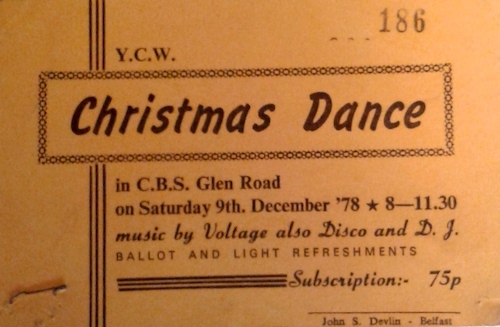 186
Y.C.W.
Christmas Dance
in C.B.S. Glen Road
on Saturday 9th. December '78 ★ 8—11.30
music by Voltage also Disco and D. J.
BALLOT AND LIGHT REFRESHMENTS
Subscription:- 75p
John S. Devlin - Belfast